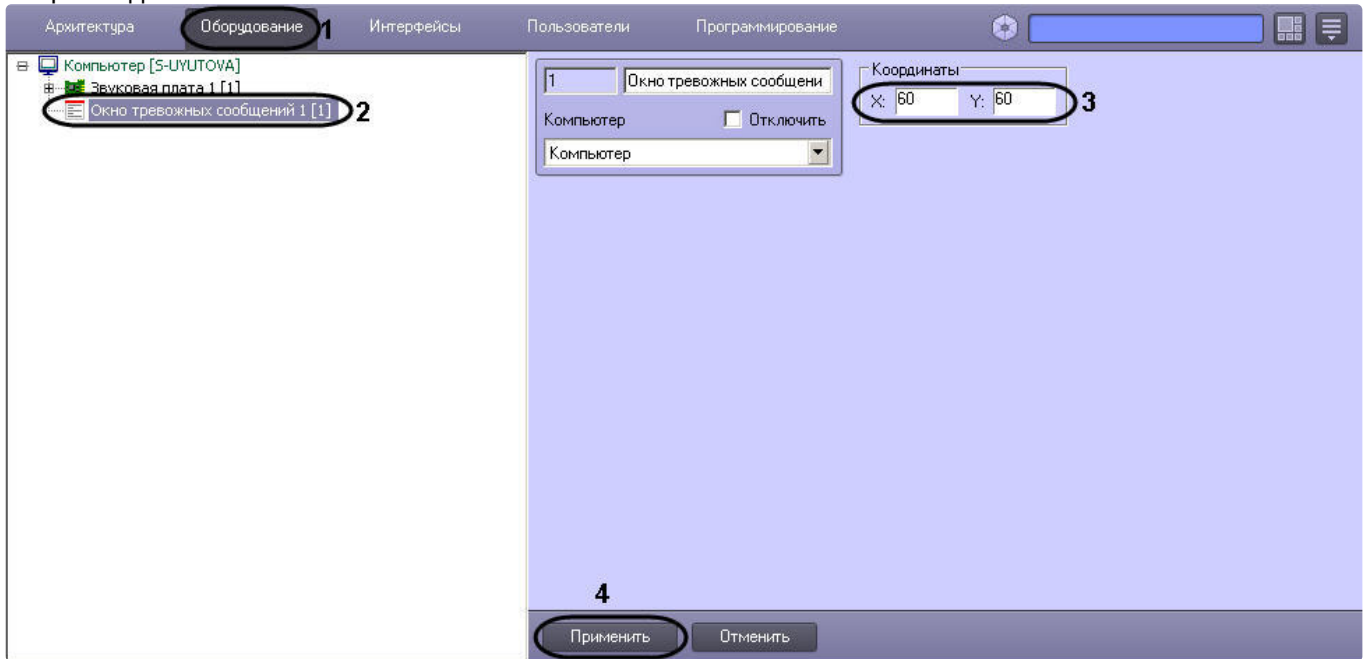 Архитектура Оборудование 1 Интерфейсы Пользователи Программирование
Компьютер [S-UYUTOVA]
Звуковая плата 1 [1]
Окно тревожных сообщений 1 [1] 2
1 Окно тревожных сообщени
Компьютер Отключить
Компьютер
Координаты
X: 60 Y: 60 3
4
Применить Отменить